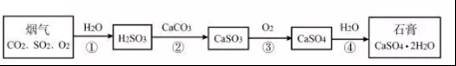 烟气 H₂O CaCO₃ O₂ H₂O 石膏
CO₂、SO₂、O₂ ① H₂SO₃ ② CaSO₃ ③ CaSO₄ ④ CaSO₄•2H₂O